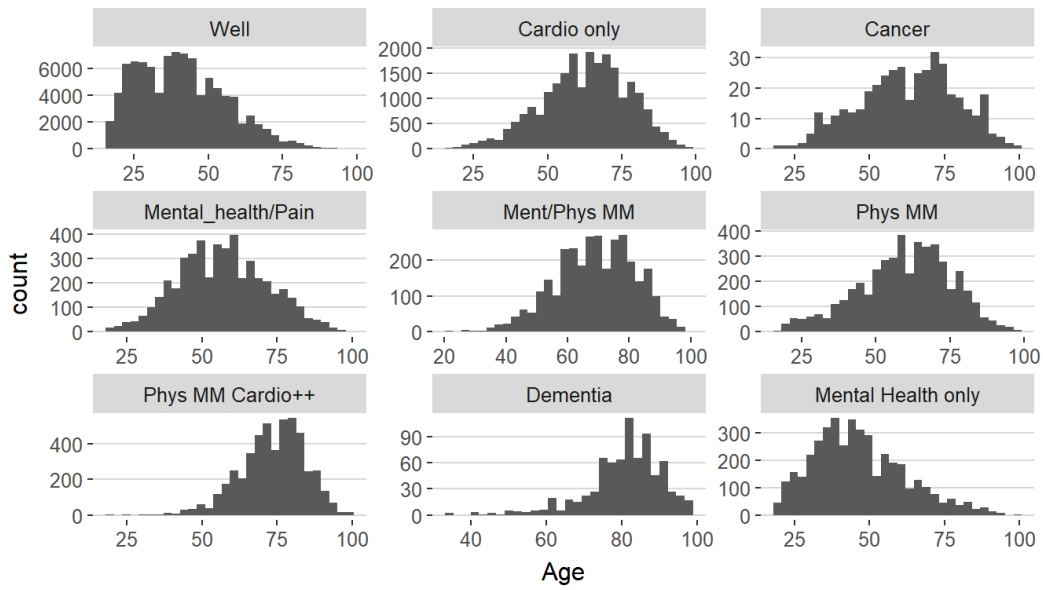 Well Cardio only Cancer
6000 2000 30
4000 1500 20
2000 1000 10
0 500 0
0
25 50 75 100 25 50 75 100 25 50 75 100
Mental_health/Pain Ment/Phys MM Phys MM
400 200 400
300 100 300
200 0 200
100 100
0 0
25 50 75 100 20 40 60 80 100 25 50 75 100
Phys MM Cardio++ Dementia Mental Health only
400 90 300
200 60 200
0 30 100
0 0
25 50 75 100 40 60 80 100 25 50 75 100
count
Age